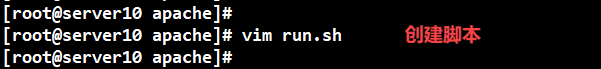 [root@server10 apache]#
[root@server10 apache]# vim run.sh 创建脚本
[root@server10 apache]#